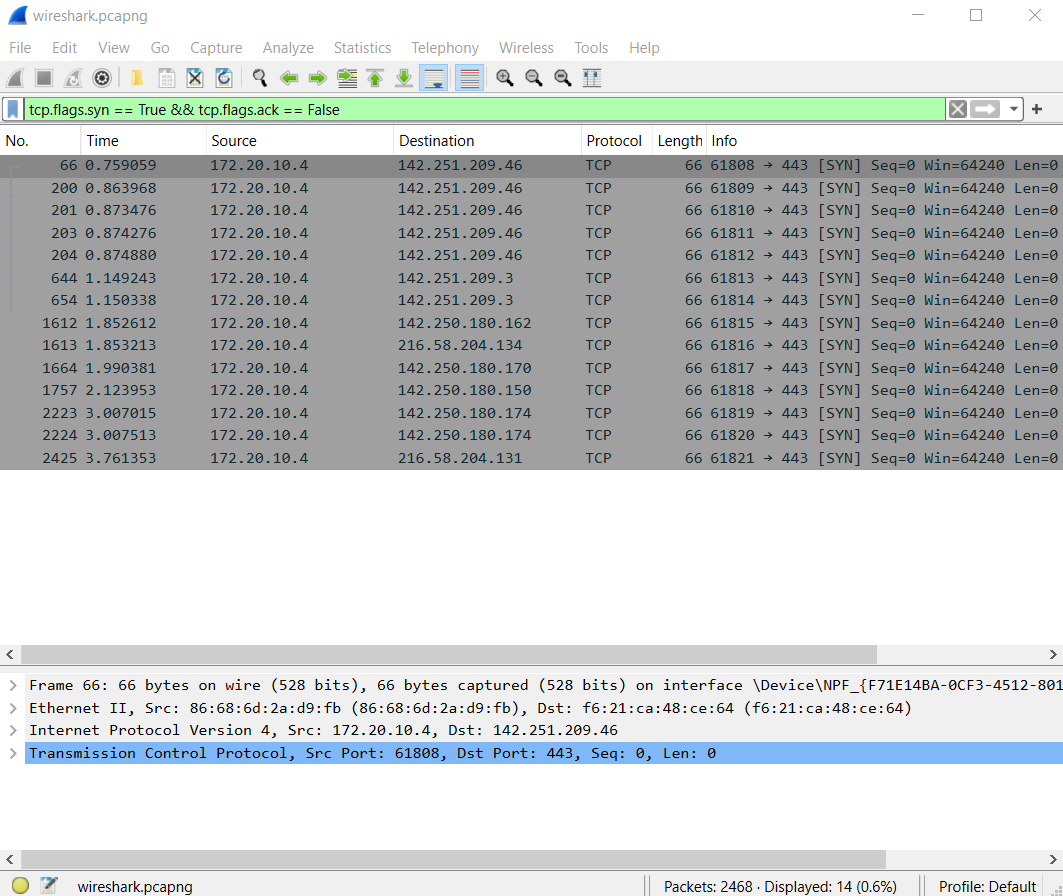 wireshark.pcapng
File Edit View Go Capture Analyze Statistics Telephony Wireless Tools Help
tcp.flags.syn == True && tcp.flags.ack == False
No. Time Source Destination Protocol Length Info
66 0.759059 172.20.10.4 142.251.209.46 TCP 66 61808 → 443 [SYN] Seq=0 Win=64240 Len=0
200 0.863968 172.20.10.4 142.251.209.46 TCP 66 61809 → 443 [SYN] Seq=0 Win=64240 Len=0
201 0.873476 172.20.10.4 142.251.209.46 TCP 66 61810 → 443 [SYN] Seq=0 Win=64240 Len=0
203 0.874276 172.20.10.4 142.251.209.46 TCP 66 61811 → 443 [SYN] Seq=0 Win=64240 Len=0
204 0.874880 172.20.10.4 142.251.209.46 TCP 66 61812 → 443 [SYN] Seq=0 Win=64240 Len=0
644 1.149243 172.20.10.4 142.251.209.3 TCP 66 61813 → 443 [SYN] Seq=0 Win=64240 Len=0
654 1.150338 172.20.10.4 142.251.209.3 TCP 66 61814 → 443 [SYN] Seq=0 Win=64240 Len=0
1612 1.852612 172.20.10.4 142.250.180.162 TCP 66 61815 → 443 [SYN] Seq=0 Win=64240 Len=0
1613 1.853213 172.20.10.4 216.58.204.134 TCP 66 61816 → 443 [SYN] Seq=0 Win=64240 Len=0
1664 1.990381 172.20.10.4 142.250.180.170 TCP 66 61817 → 443 [SYN] Seq=0 Win=64240 Len=0
1757 2.123953 172.20.10.4 142.250.180.150 TCP 66 61818 → 443 [SYN] Seq=0 Win=64240 Len=0
2223 3.007015 172.20.10.4 142.250.180.174 TCP 66 61819 → 443 [SYN] Seq=0 Win=64240 Len=0
2224 3.007513 172.20.10.4 142.250.180.174 TCP 66 61820 → 443 [SYN] Seq=0 Win=64240 Len=0
2425 3.761353 172.20.10.4 216.58.204.131 TCP 66 61821 → 443 [SYN] Seq=0 Win=64240 Len=0
Frame 66: 66 bytes on wire (528 bits), 66 bytes captured (528 bits) on interface \Device\NPF_{F71E14BA-0CF3-4512-801
Ethernet II, Src: 86:68:6d:2a:d9:fb (86:68:6d:2a:d9:fb), Dst: f6:21:ca:48:ce:64 (f6:21:ca:48:ce:64)
Internet Protocol Version 4, Src: 172.20.10.4, Dst: 142.251.209.46
Transmission Control Protocol, Src Port: 61808, Dst Port: 443, Seq: 0, Len: 0
wireshark.pcapng Packets: 2468 · Displayed: 14 (0.6%) Profile: Default